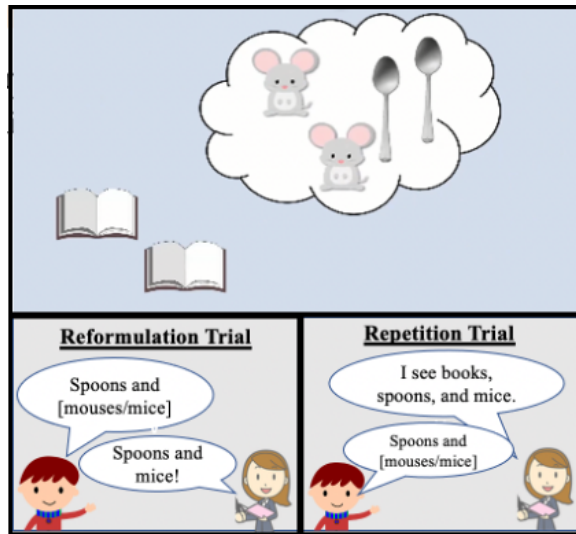 Reformulation Trial
Spoons and
[mouses/mice]
Spoons and
mice!
Repetition Trial
I see books,
spoons, and mice.
Spoons and
[mouses/mice]